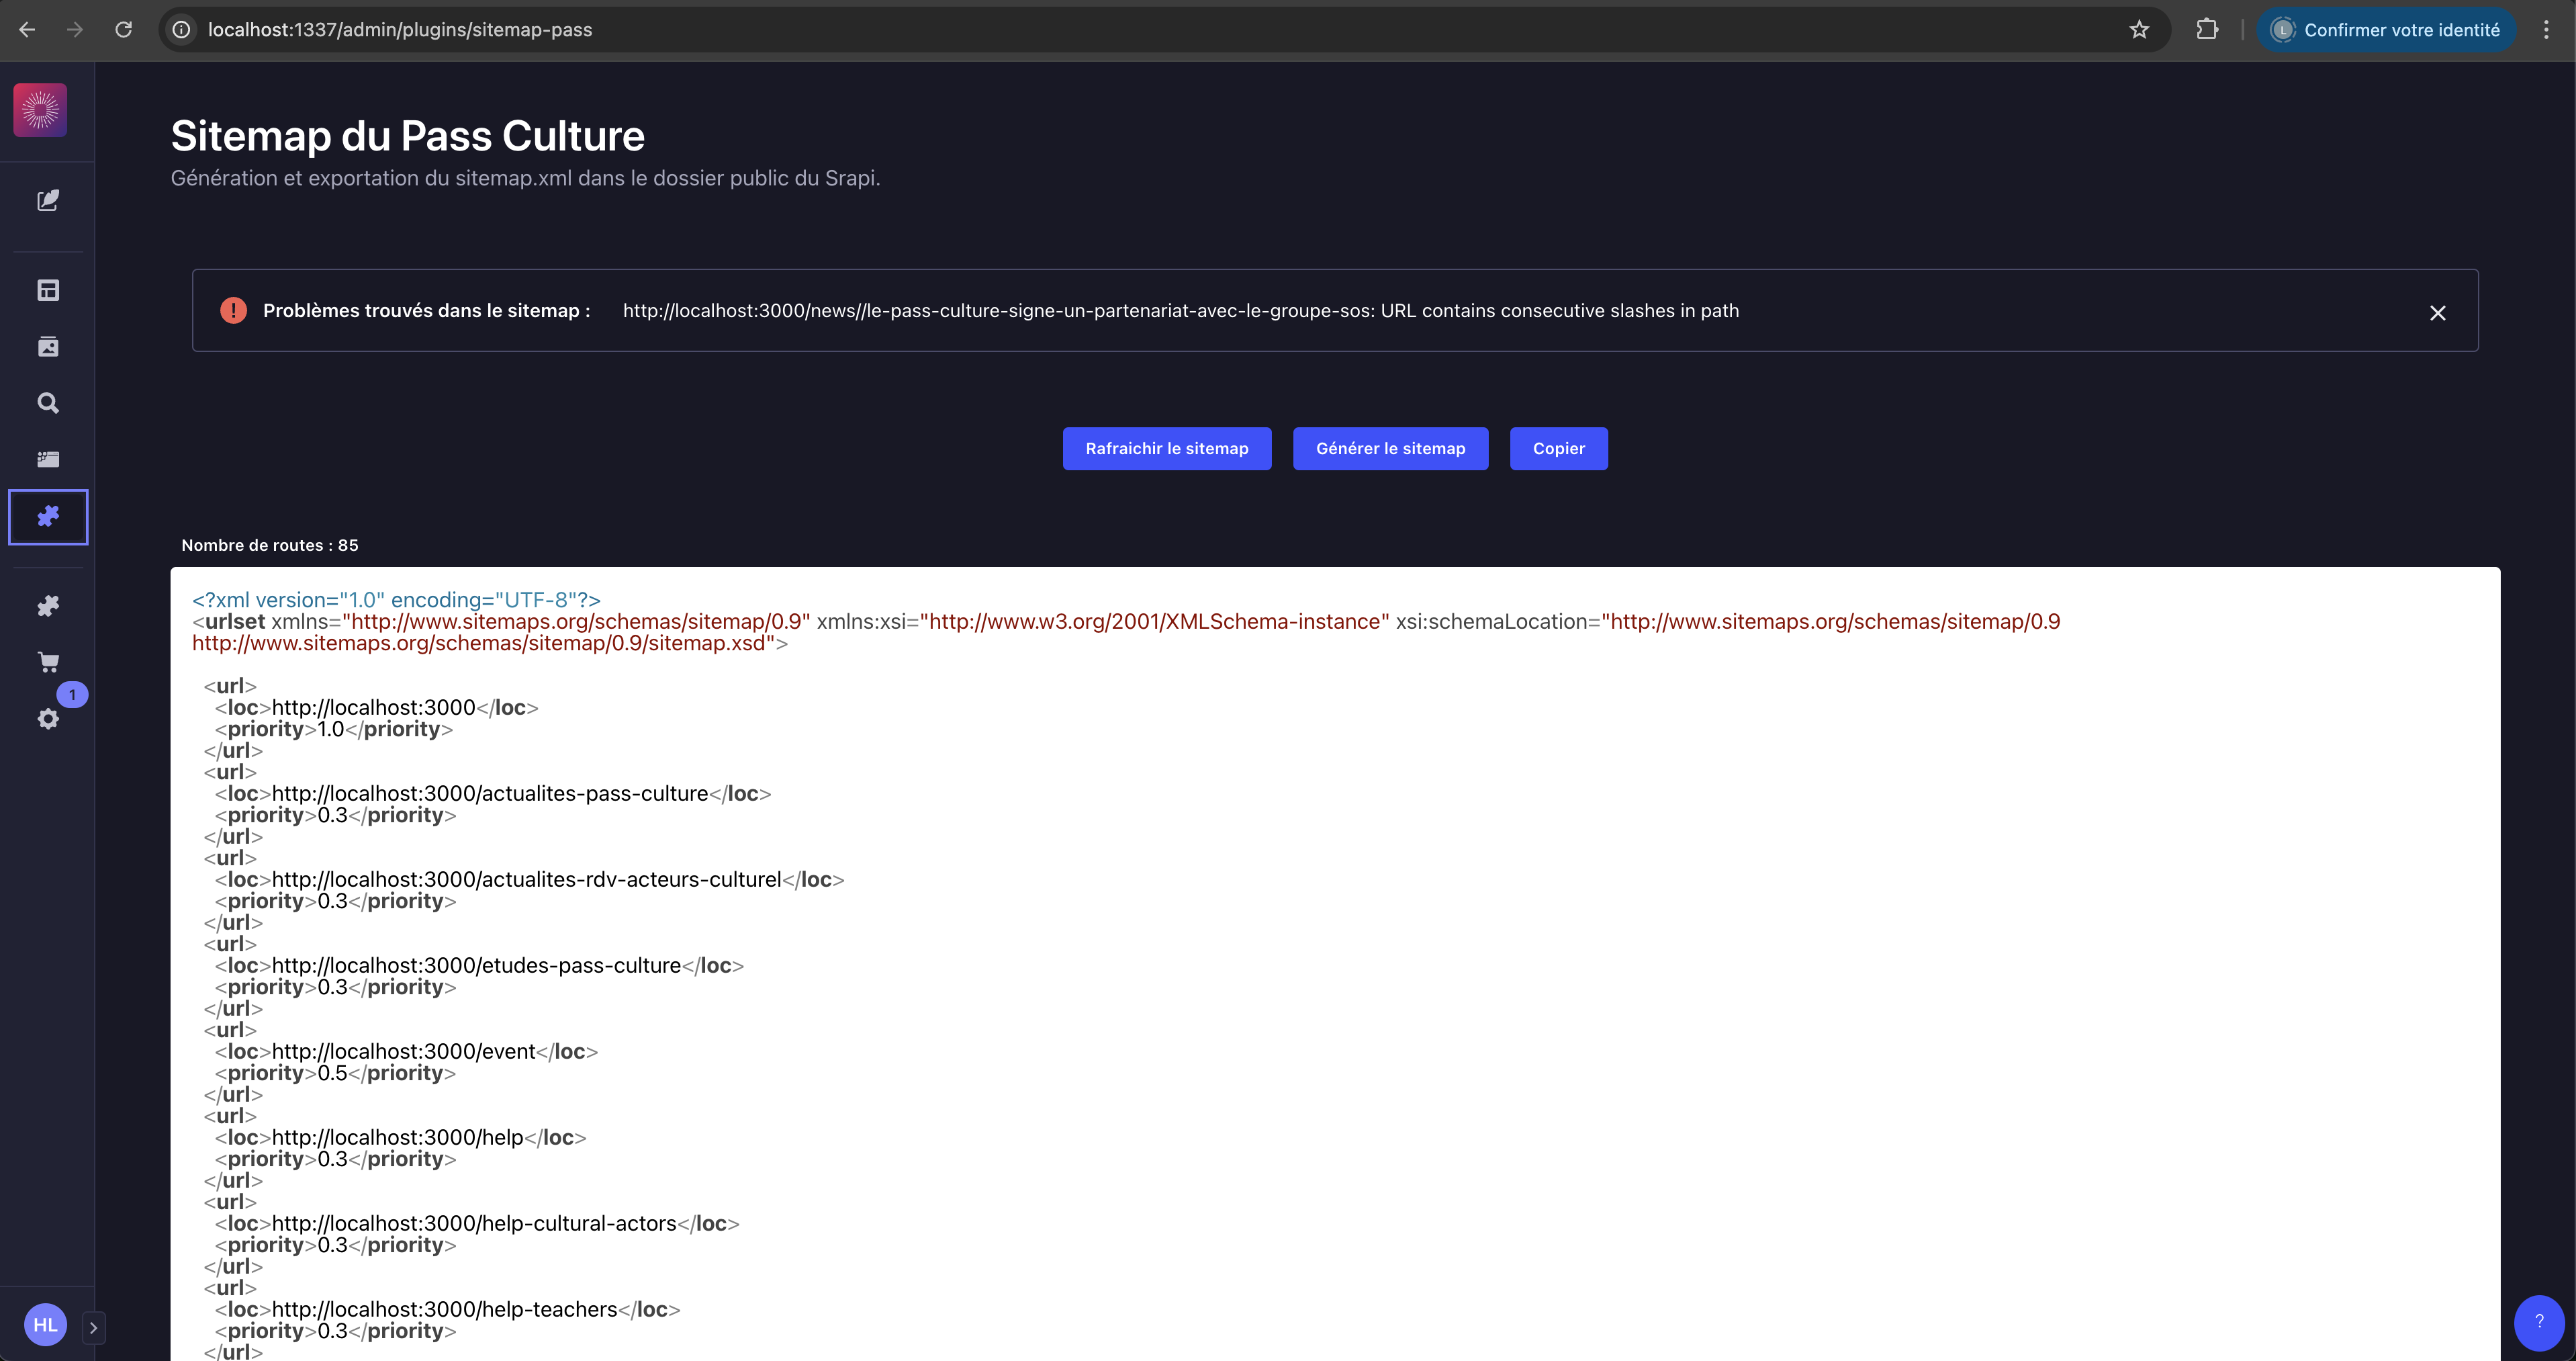 localhost:1337/admin/plugins/sitemap-pass
L Confirmer votre identité
Sitemap du Pass Culture
Génération et exportation du sitemap.xml dans le dossier public du Srapi.
! Problèmes trouvés dans le sitemap : http://localhost:3000/news//le-pass-culture-signe-un-partenariat-avec-le-groupe-sos: URL contains consecutive slashes in path
Rafraichir le sitemap Générer le sitemap Copier
Nombre de routes : 85
<?xml version="1.0" encoding="UTF-8"?>
<urlset xmlns="http://www.sitemaps.org/schemas/sitemap/0.9" xmlns:xsi="http://www.w3.org/2001/XMLSchema-instance" xsi:schemaLocation="http://www.sitemaps.org/schemas/sitemap/0.9
http://www.sitemaps.org/schemas/sitemap/0.9/sitemap.xsd">
<url>
<loc>http://localhost:3000</loc>
<priority>1.0</priority>
</url>
<url>
<loc>http://localhost:3000/actualites-pass-culture</loc>
<priority>0.3</priority>
</url>
<url>
<loc>http://localhost:3000/actualites-rdv-acteurs-culturel</loc>
<priority>0.3</priority>
</url>
<url>
<loc>http://localhost:3000/etudes-pass-culture</loc>
<priority>0.3</priority>
</url>
<url>
<loc>http://localhost:3000/event</loc>
<priority>0.5</priority>
</url>
<url>
<loc>http://localhost:3000/help</loc>
<priority>0.3</priority>
</url>
<url>
<loc>http://localhost:3000/help-cultural-actors</loc>
<priority>0.3</priority>
</url>
<url>
<loc>http://localhost:3000/help-teachers</loc>
<priority>0.3</priority>
</url>
1
HL
?